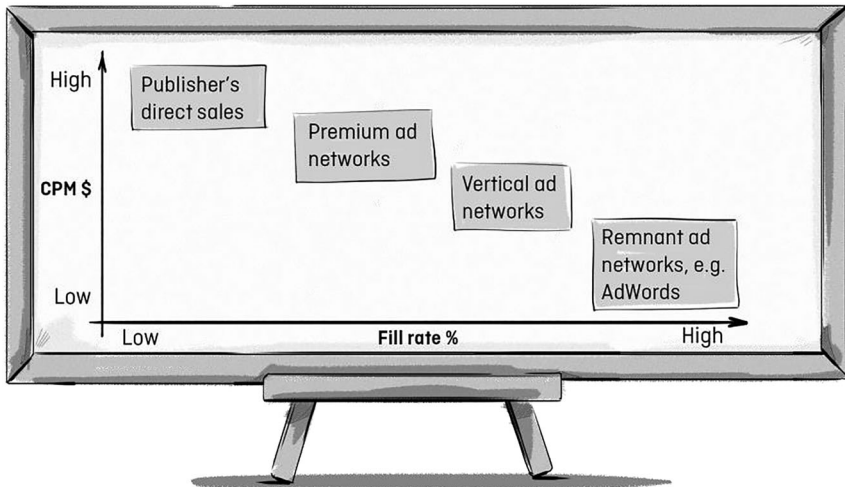 High
Publisher's
direct sales
Premium ad
networks
CPM $
Vertical ad
networks
Remnant ad
networks, e.g.
AdWords
Low
Low
Fill rate %
High